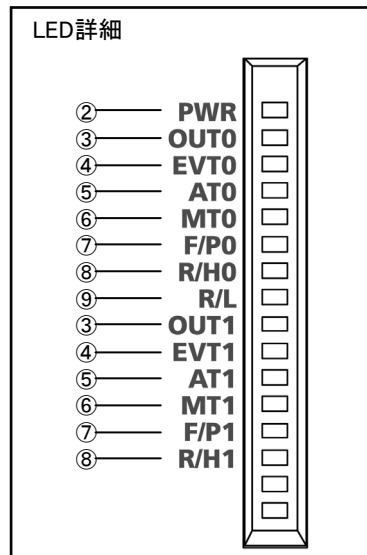 LED詳細
② PWR
③ OUT0
④ EVT0
⑤ AT0
⑥ MT0
⑦ F/P0
⑧ R/H0
⑨ R/L
③ OUT1
④ EVT1
⑤ AT1
⑥ MT1
⑦ F/P1
⑧ R/H1